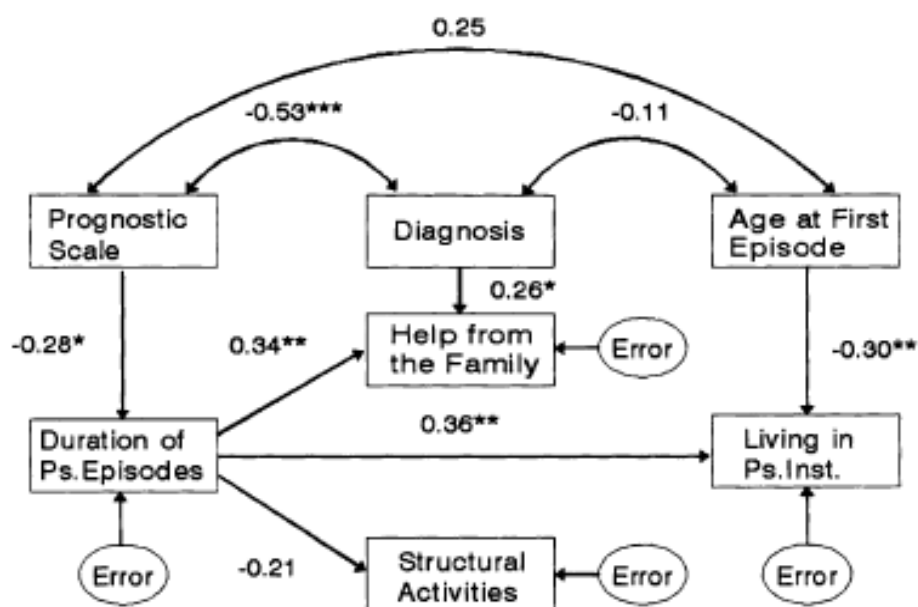 0.25
-0.53***
-0.11
Prognostic
Scale
Diagnosis
Age at First
Episode
0.26*
-0.28*
0.34**
Help from
the Family
Error
-0.30**
Duration of
Ps.Episodes
0.36**
Living in
Ps.Inst.
Error
-0.21
Structural
Activities
Error
Error